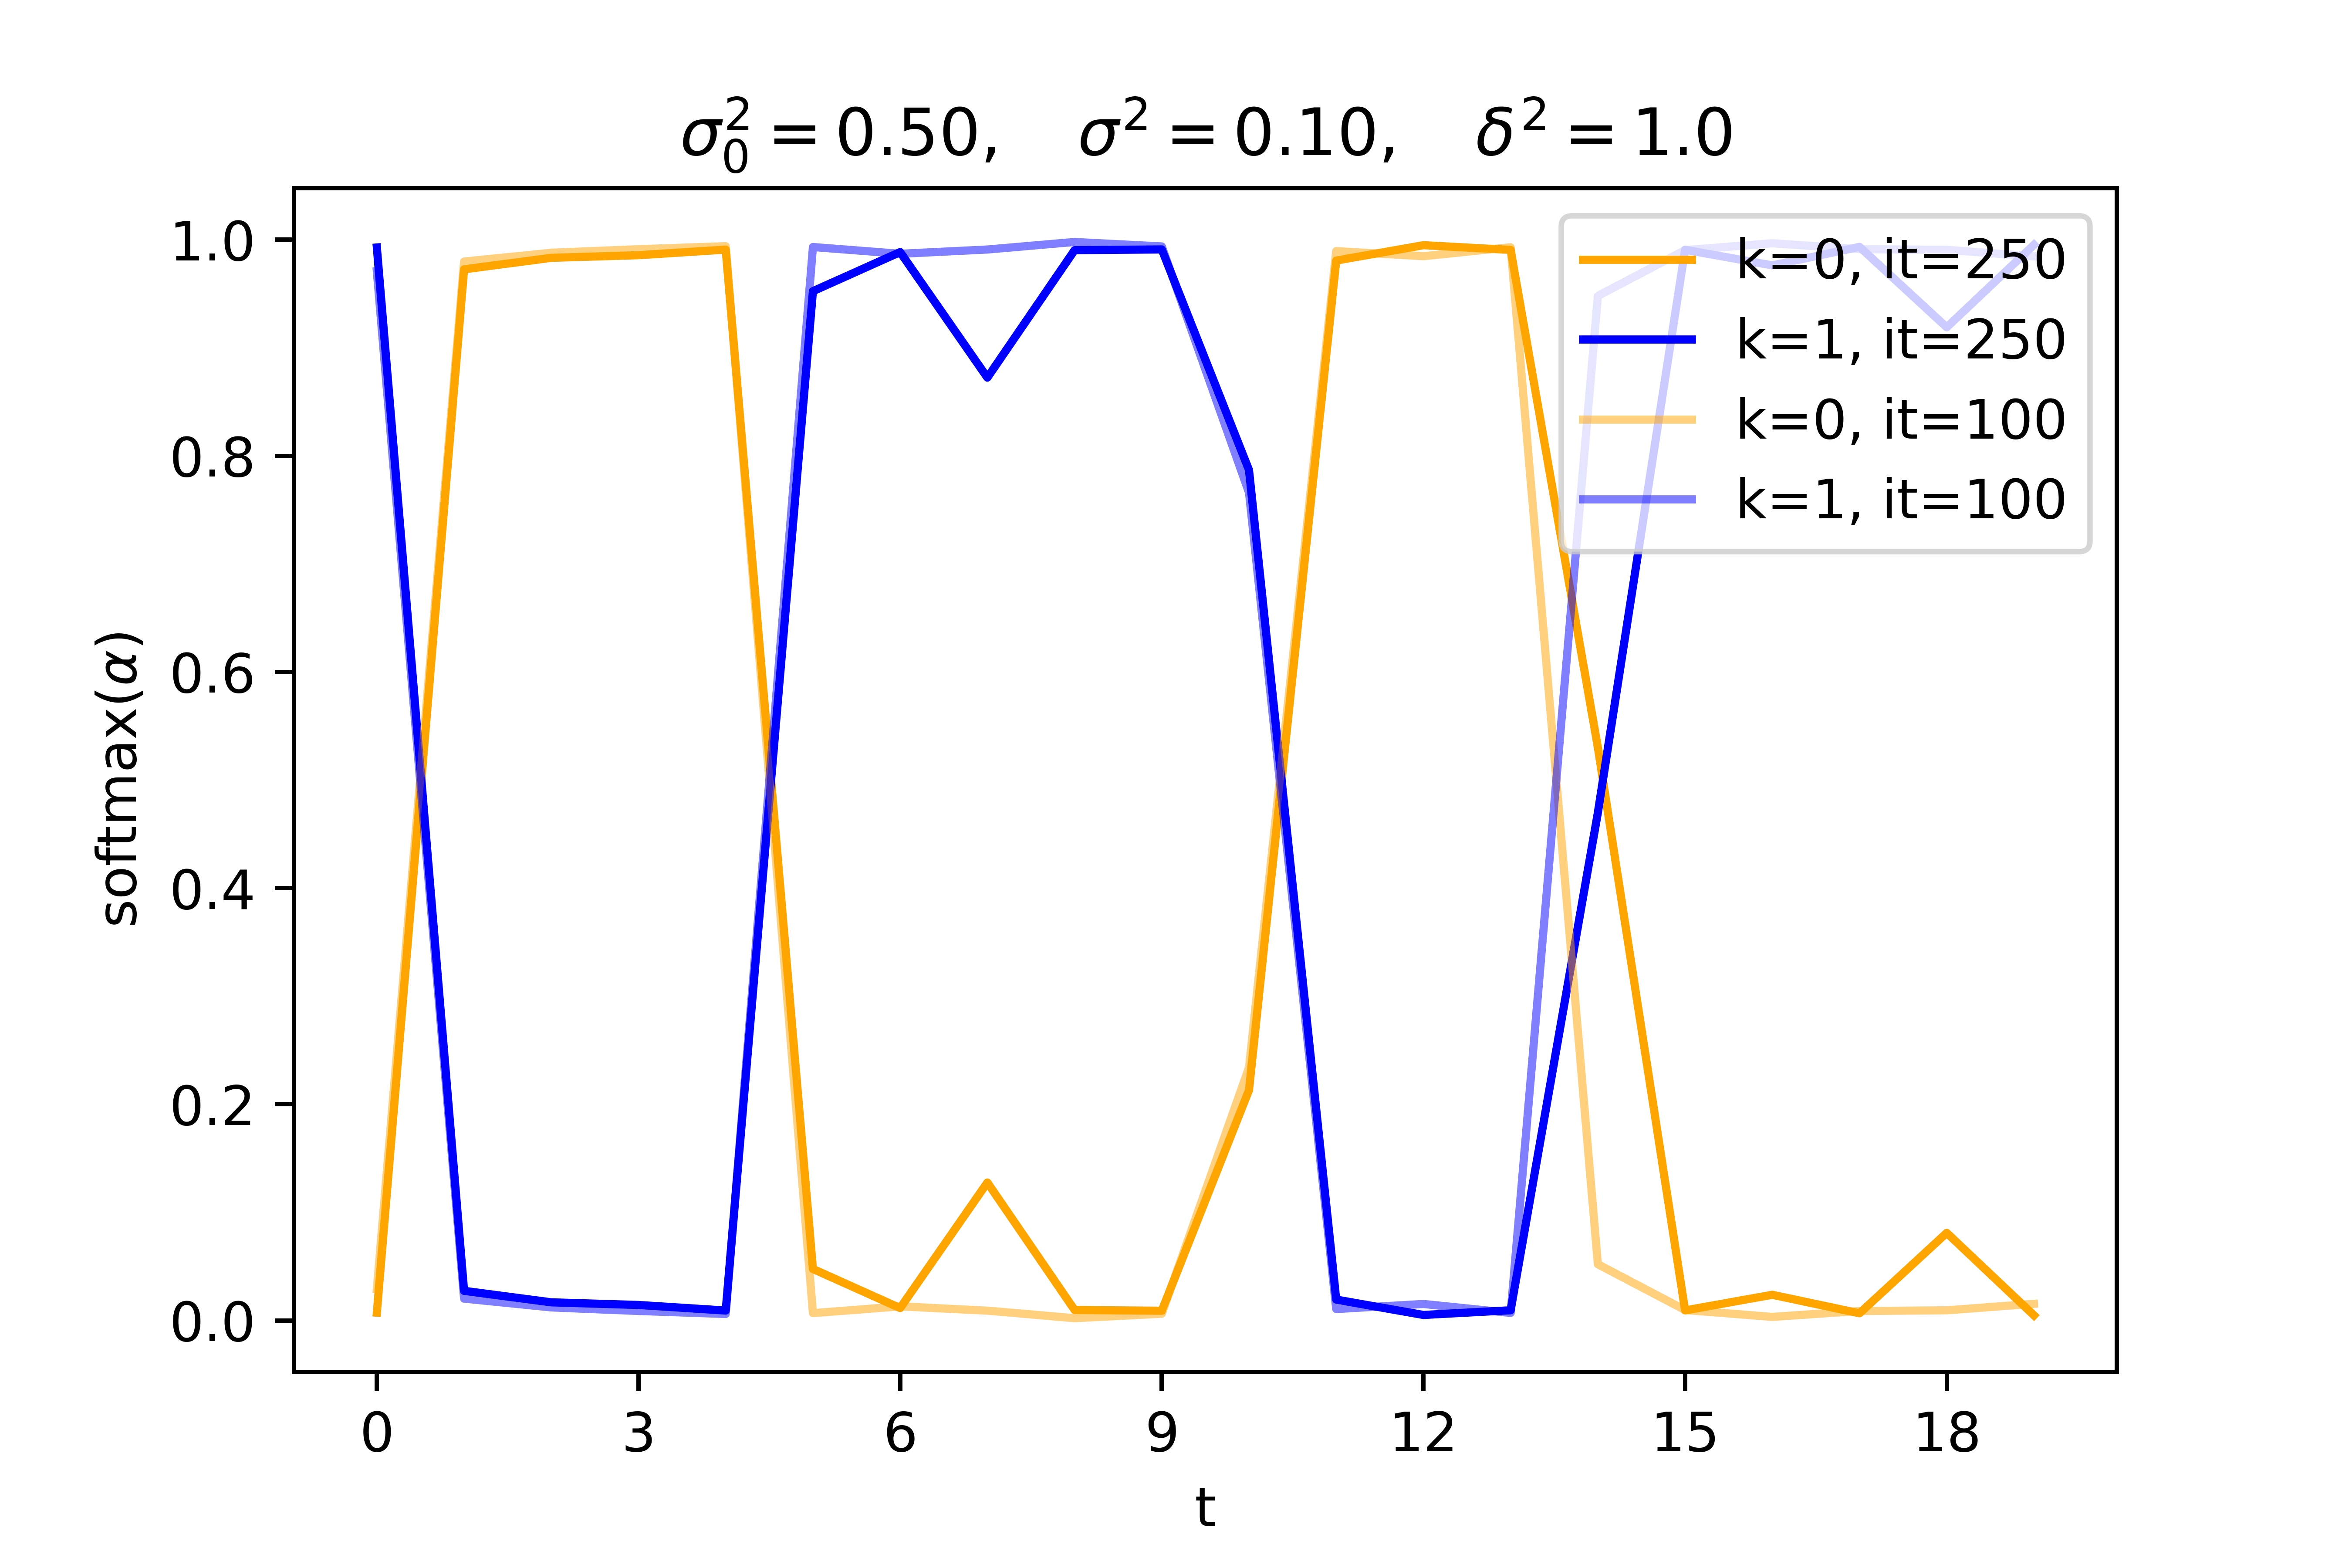 σ₀² = 0.50, σ² = 0.10, δ² = 1.0
1.0
0.8
0.6
0.4
0.2
0.0
softmax(α)
k=0, it=250
k=1, it=250
k=0, it=100
k=1, it=100
0 3 6 9 12 15 18
t